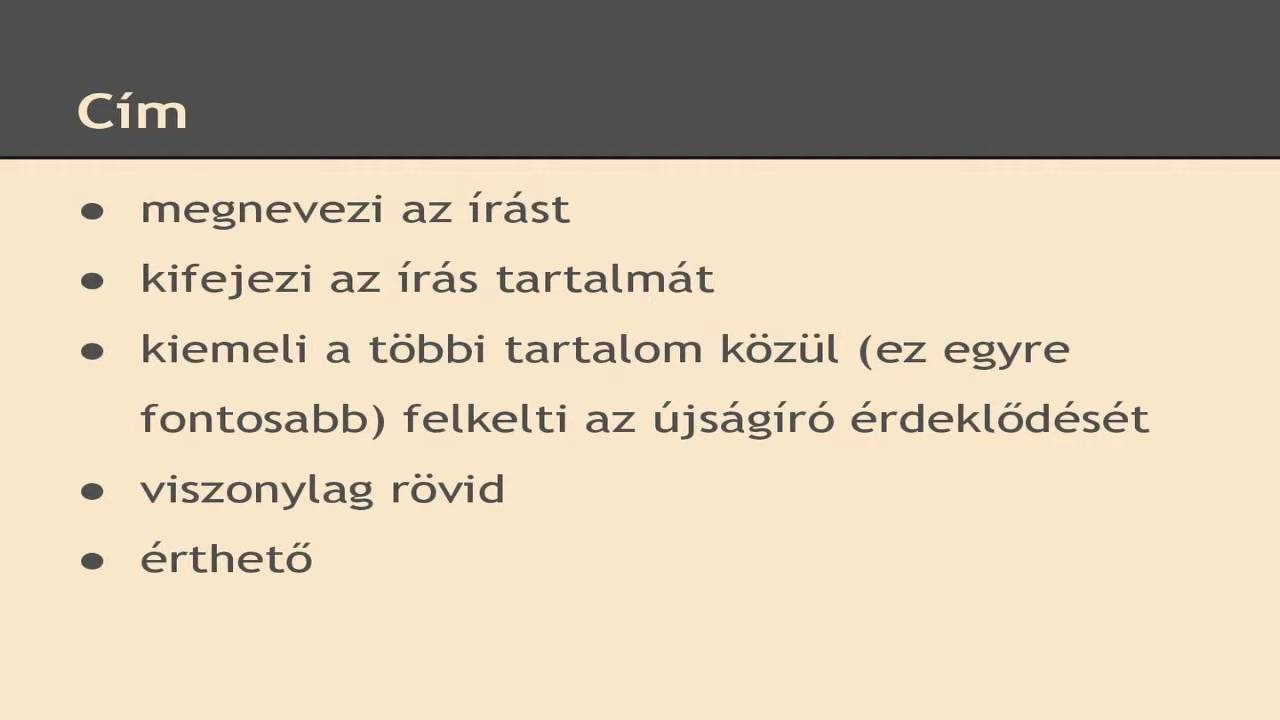 Cím
● megnevezi az írást
● kifejezi az írás tartalmát
● kiemeli a többi tartalom közül (ez egyre
fontosabb) felkelti az újságíró érdeklődését
● viszonylag rövid
● érthető